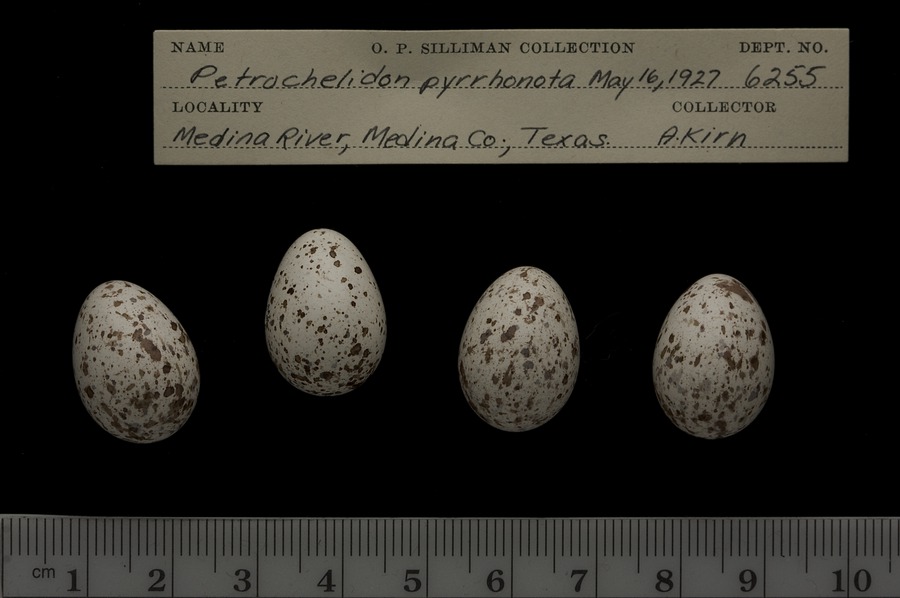 NAME O. P. SILLIMAN COLLECTION DEPT. NO.
Petrochelidon pyrrhonota May 16, 1927 6255
LOCALITY COLLECTOR
Medina River, Medina Co., Texas. A. Kirn
cm 1 2 3 4 5 6 7 8 9 10